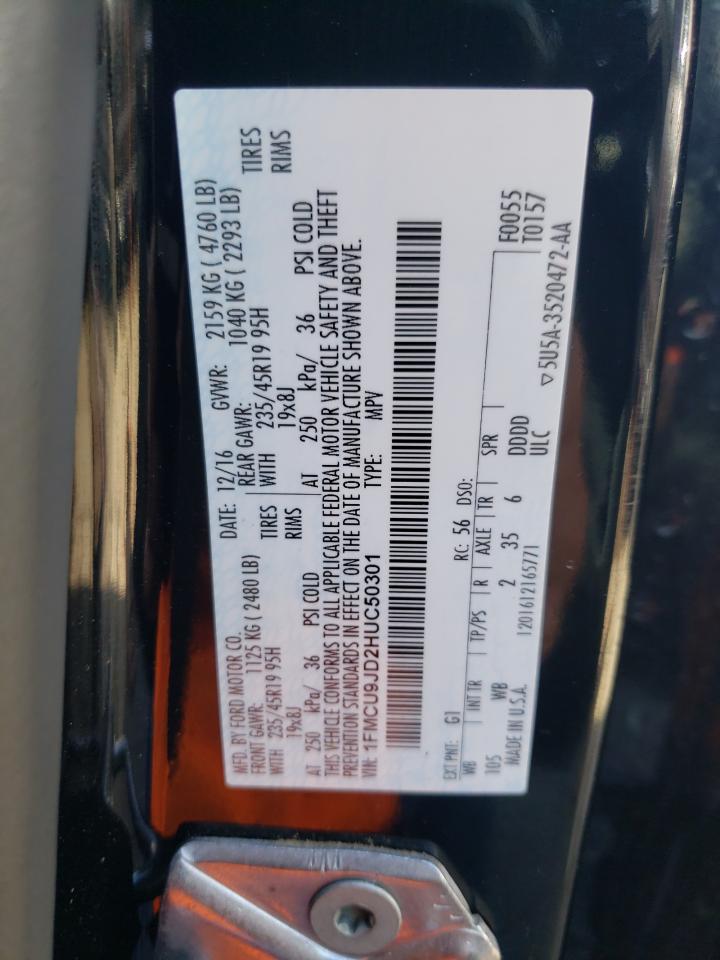 MFD. BY FORD MOTOR CO. DATE: 12/16 GVWR: 2159 KG ( 4760 LB)
FRONT GAWR: 1125 KG ( 2480 LB) REAR GAWR: 1040 KG ( 2293 LB)
WITH 235/45R19 95H TIRES WITH 235/45R19 95H TIRES
19x8J RIMS 19x8J RIMS
AT 250 kPa/ 36 PSI COLD AT 250 kPa/ 36 PSI COLD
THIS VEHICLE CONFORMS TO ALL APPLICABLE FEDERAL MOTOR VEHICLE SAFETY AND THEFT
PREVENTION STANDARDS IN EFFECT ON THE DATE OF MANUFACTURE SHOWN ABOVE.
VIN: 1FMCU9JD2HUC50301 TYPE: MPV
EXT PNT: G1 RC: 56 DSO:
WB INT TR TP/PS R AXLE TR SPR F0055
105 WB 2 35 6 DDDD T0157
MADE IN U.S.A. 1201612165771 ULC
▽5U5A-3520472-AA